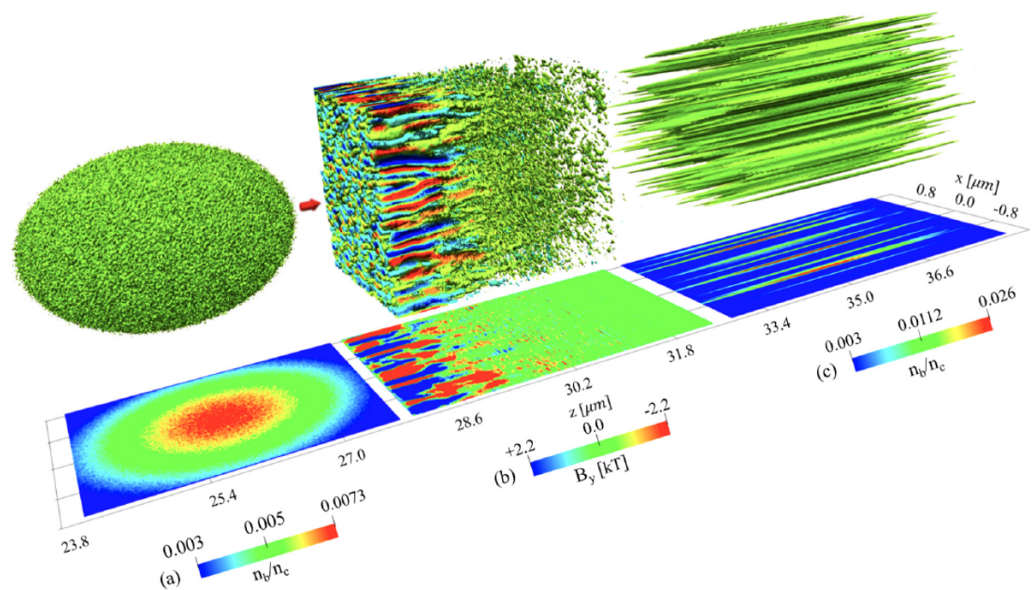 x [μm]
0.8
0.0
-0.8
36.6
35.0
33.4
31.8
30.2
28.6
27.0
25.4
23.8
z [μm]
0.003
0.0112
0.026
(c)
n_b/n_c
+2.2
0.0
-2.2
(b)
B_y [kT]
0.003
0.005
0.0073
(a)
n_b/n_c